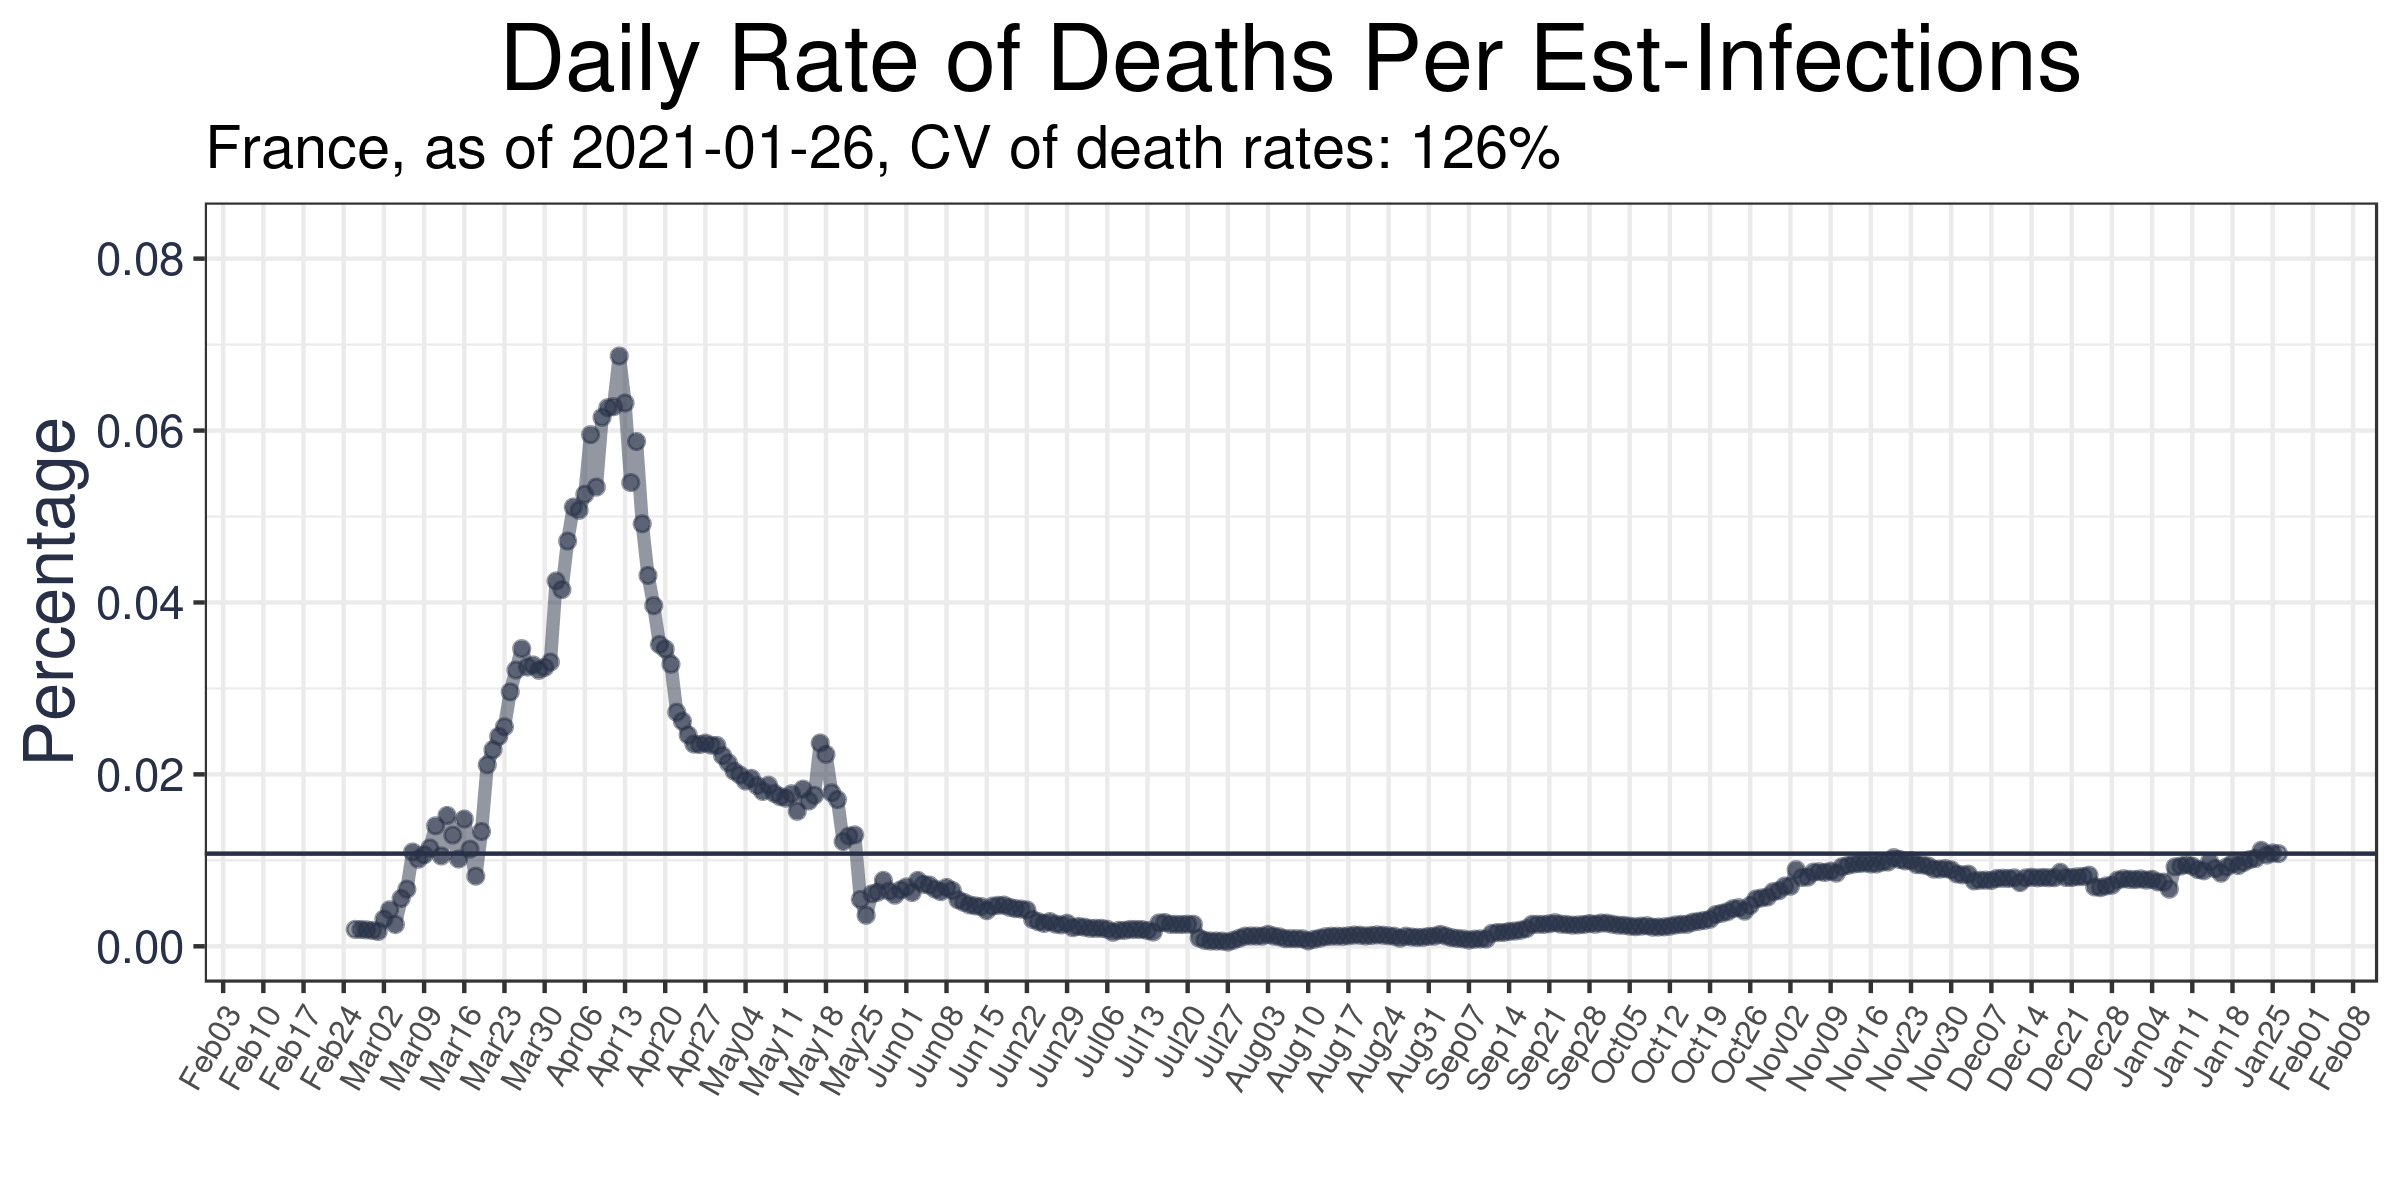 Daily Rate of Deaths Per Est-Infections
France, as of 2021-01-26, CV of death rates: 126%
Percentage
0.08
0.06
0.04
0.02
0.00
Feb03 Feb10 Feb17 Feb24 Mar02 Mar09 Mar16 Mar23 Mar30 Apr06 Apr13 Apr20 Apr27 May04 May11 May18 May25 Jun01 Jun08 Jun15 Jun22 Jun29 Jul06 Jul13 Jul20 Jul27 Aug03 Aug10 Aug17 Aug24 Aug31 Sep07 Sep14 Sep21 Sep28 Oct05 Oct12 Oct19 Oct26 Nov02 Nov09 Nov16 Nov23 Nov30 Dec07 Dec14 Dec21 Dec28 Jan04 Jan11 Jan18 Jan25 Feb01 Feb08